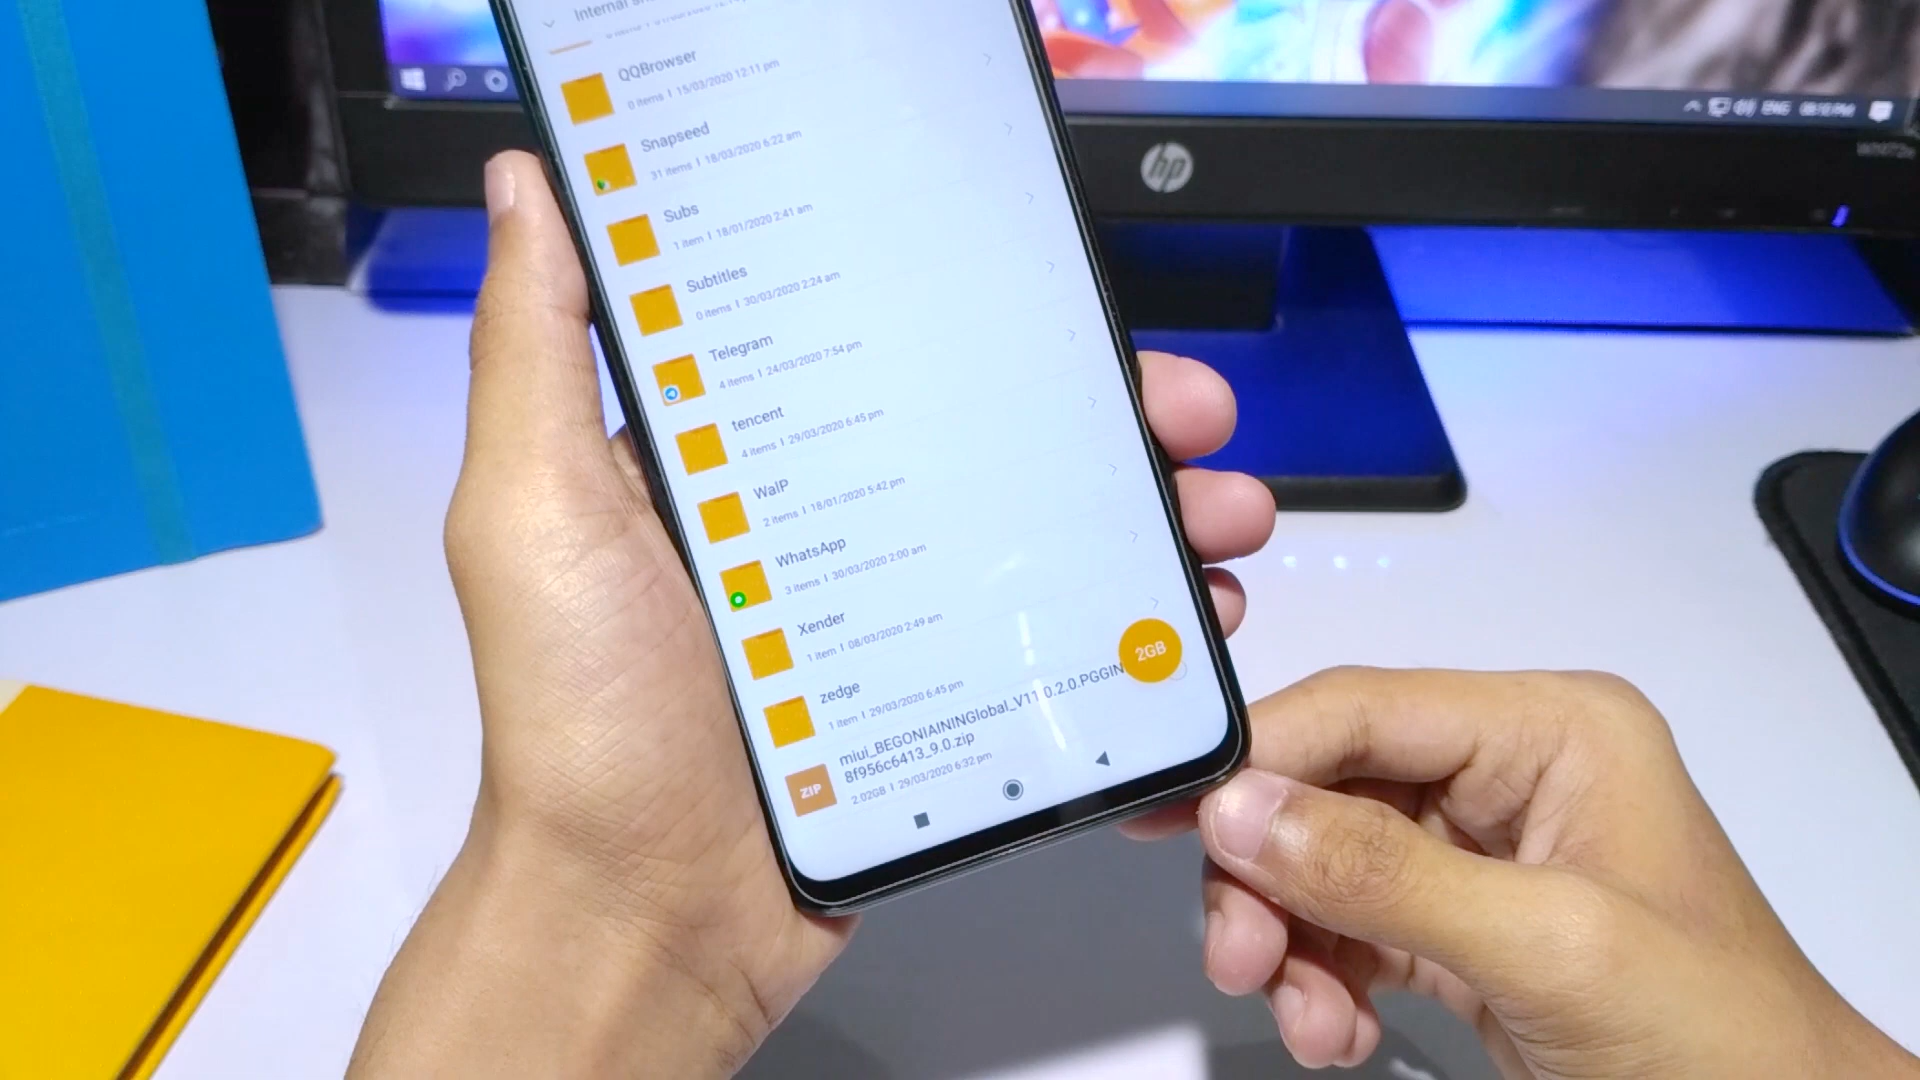 Internal
QQBrowser
0 items | 15/03/2020 12:11 pm
Snapseed
31 items | 18/03/2020 6:22 am
Subs
1 item | 18/01/2020 2:41 am
Subtitles
0 items | 30/03/2020 2:24 am
Telegram
4 items | 24/03/2020 7:54 pm
tencent
4 items | 29/03/2020 6:45 pm
WalP
2 items | 18/01/2020 5:42 pm
WhatsApp
3 items | 30/03/2020 2:00 am
Xender
1 item | 08/03/2020 2:49 am
zedge
1 item | 29/03/2020 6:45 pm
2GB
ZIP
miui_BEGONIAININGlobal_V11.0.2.0.PGGIN
8f956c6413_9.0.zip
2.02GB | 29/03/2020 6:32 pm
hp
ENG